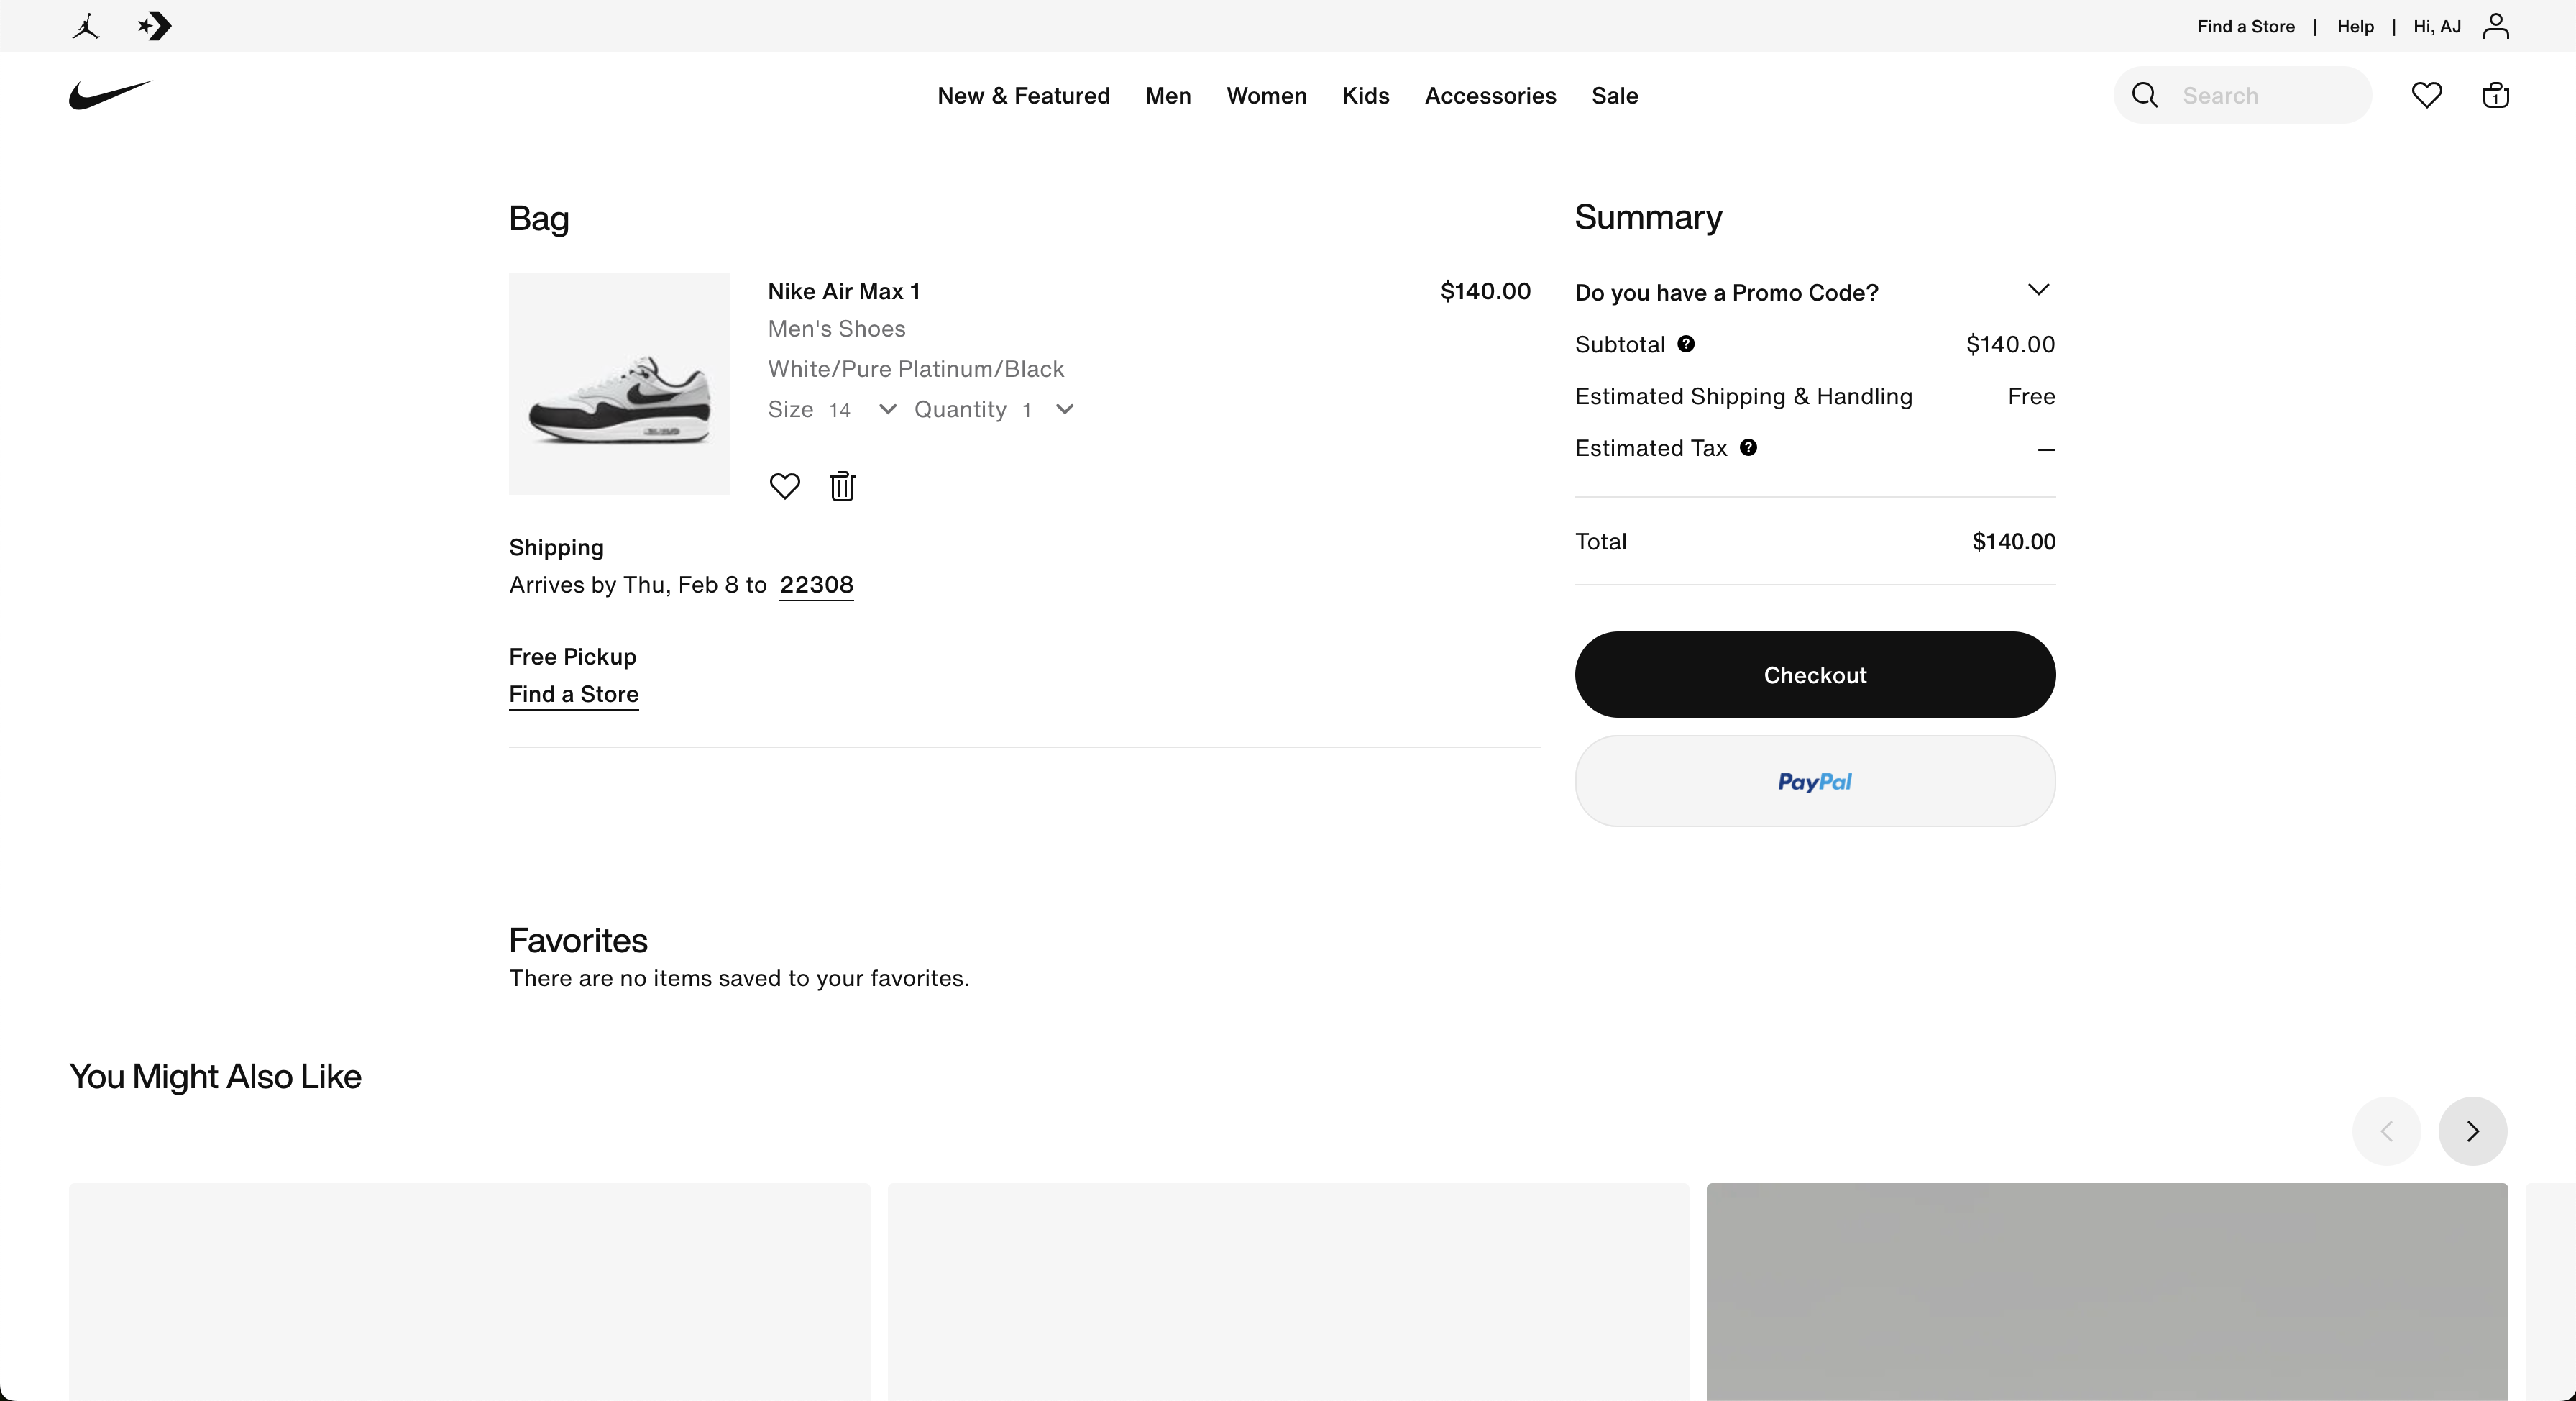 Find a Store | Help | Hi, AJ
New & Featured Men Women Kids Accessories Sale
Search
1
Bag
Nike Air Max 1
$140.00
Men's Shoes
White/Pure Platinum/Black
Size 14 Quantity 1
Shipping
Arrives by Thu, Feb 8 to 22308
Free Pickup
Find a Store
Summary
Do you have a Promo Code?
Subtotal ? $140.00
Estimated Shipping & Handling Free
Estimated Tax ? —
Total $140.00
Checkout
PayPal
Favorites
There are no items saved to your favorites.
You Might Also Like